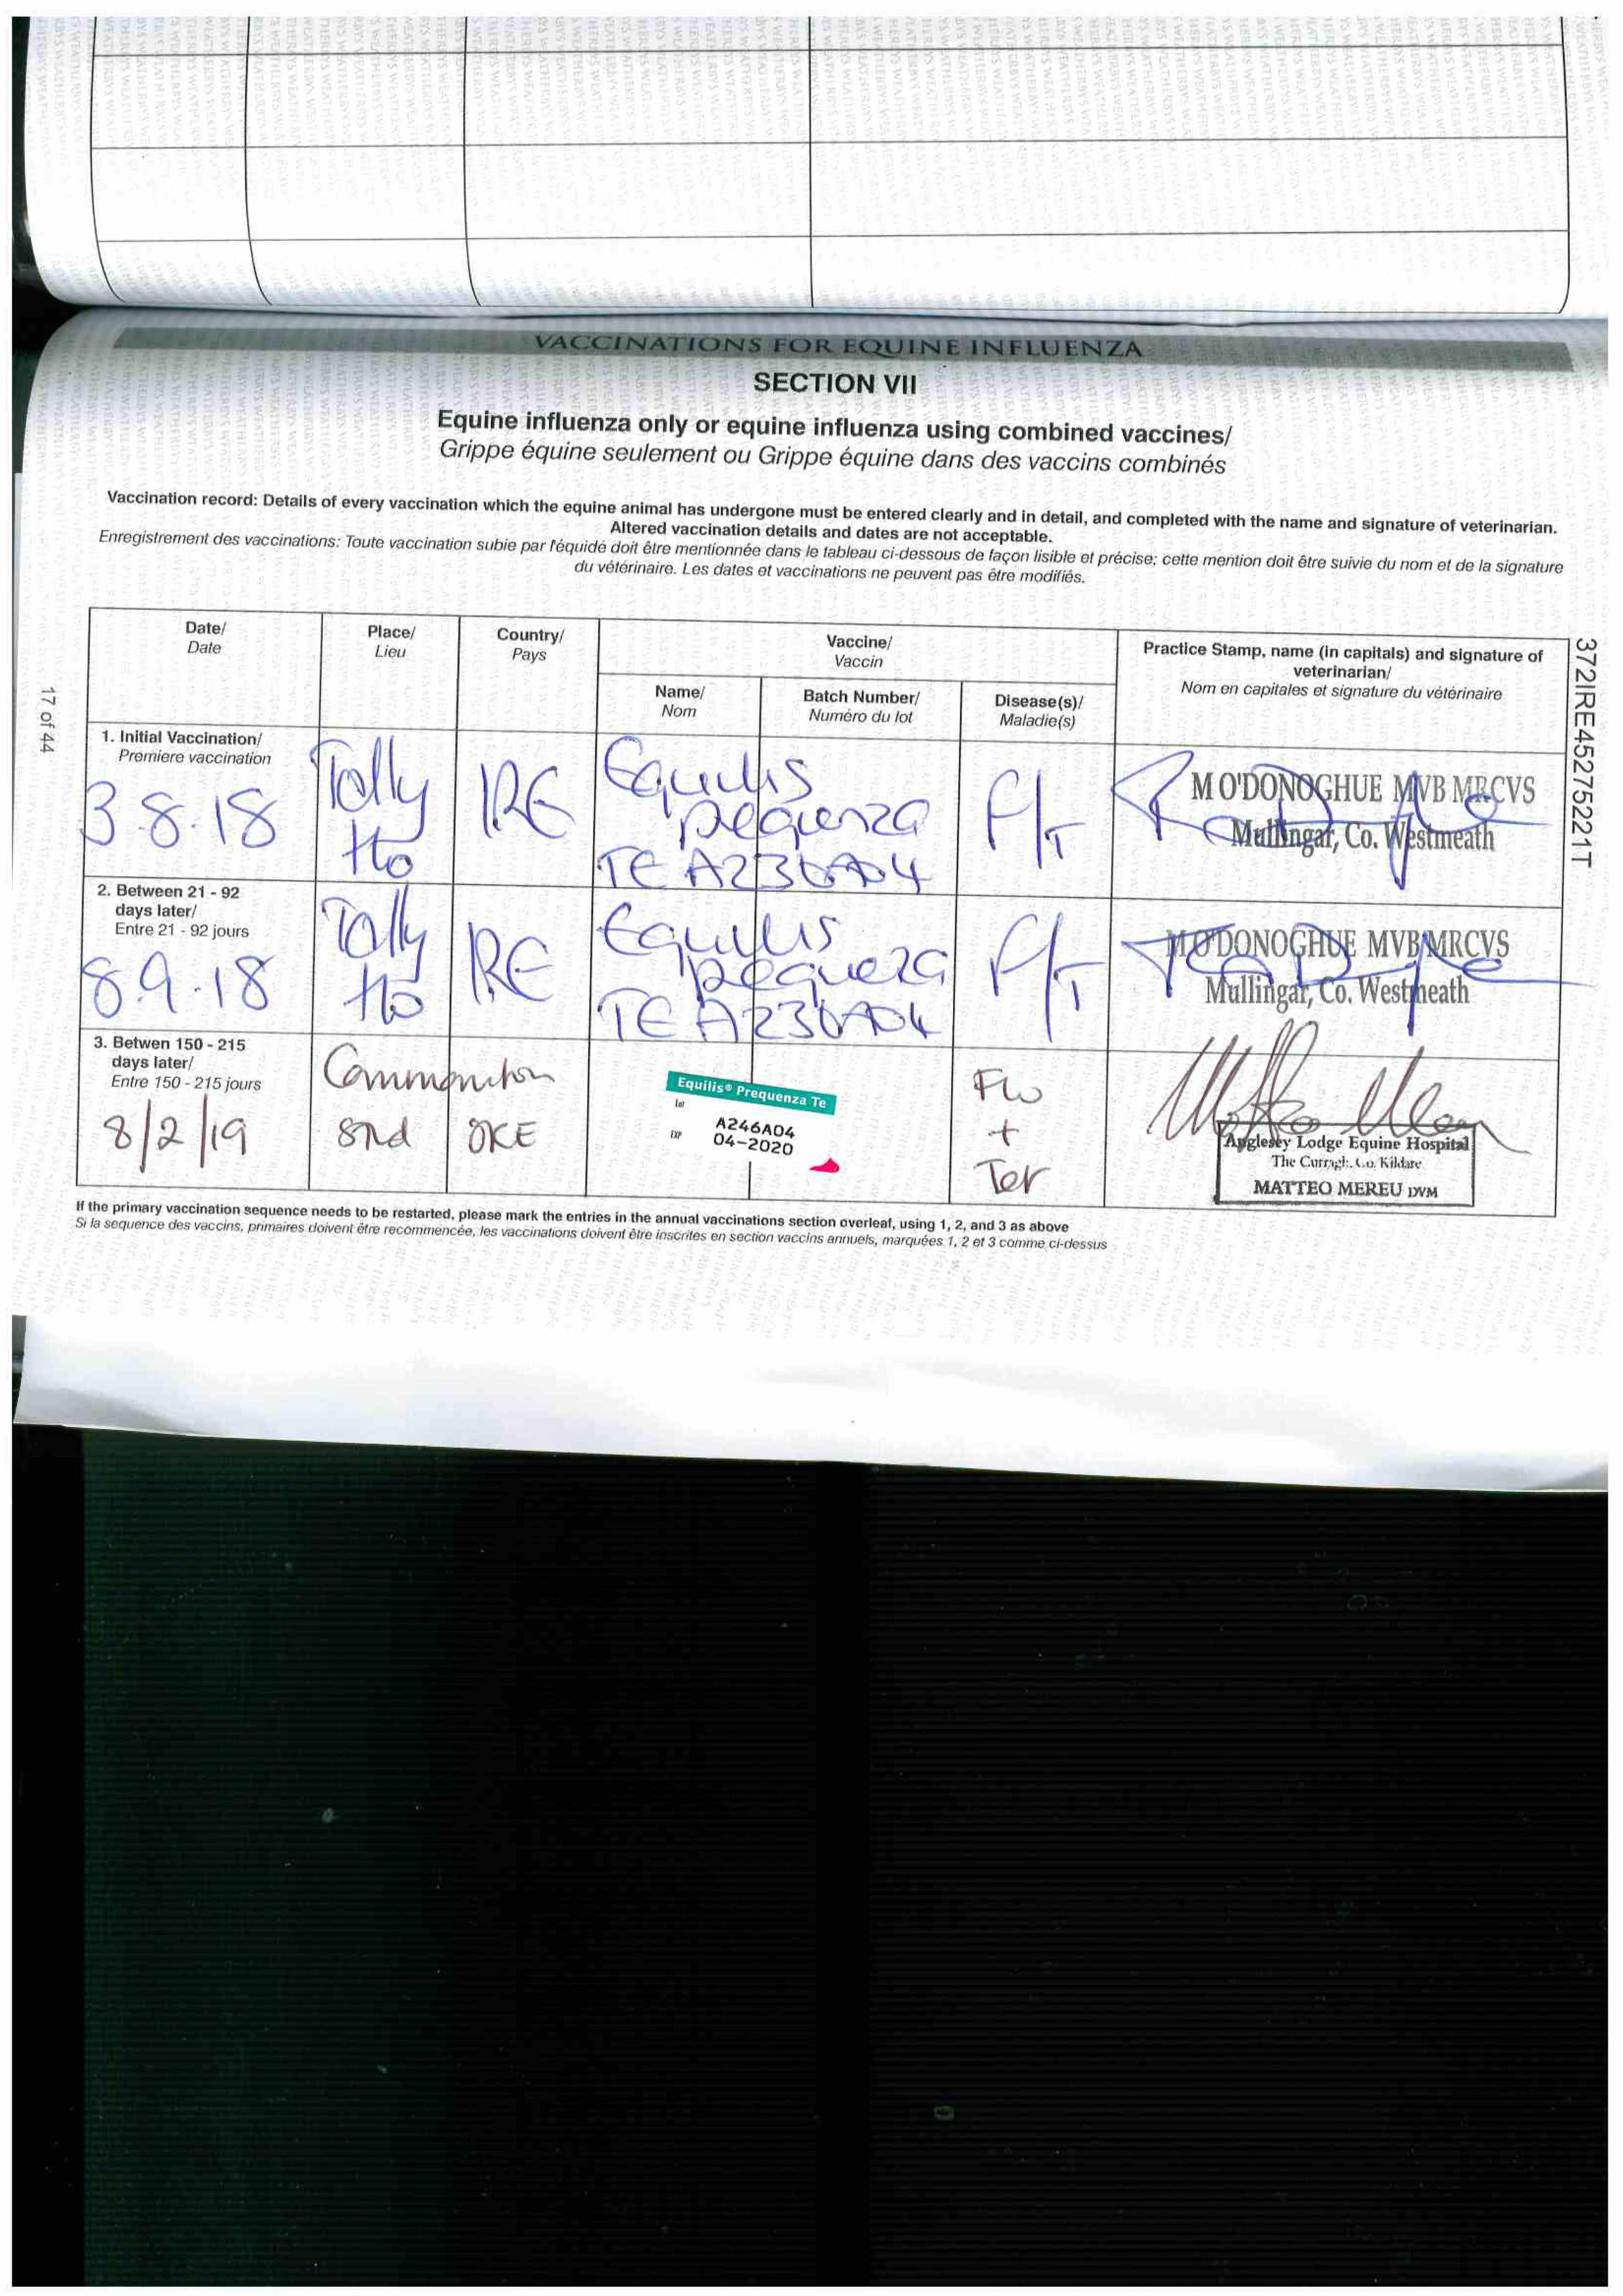 VACCINATIONS FOR EQUINE INFLUENZA
SECTION VII
Equine influenza only or equine influenza using combined vaccines/
Grippe équine seulement ou Grippe équine dans des vaccins combinés
Vaccination record: Details of every vaccination which the equine animal has undergone must be entered clearly and in detail, and completed with the name and signature of veterinarian.
Altered vaccination details and dates are not acceptable.
Enregistrement des vaccinations: Toute vaccination subie par l'équidé doit être mentionnée dans le tableau ci-dessous de façon lisible et précise; cette mention doit être suivie du nom et de la signature
du vétérinaire. Les dates et vaccinations ne peuvent pas être modifiés.
Date/
Date
Place/
Lieu
Country/
Pays
Vaccine/
Vaccin
Name/
Nom
Batch Number/
Numéro du lot
Disease(s)/
Maladie(s)
Practice Stamp, name (in capitals) and signature of
veterinarian/
Nom en capitales et signature du vétérinaire
1. Initial Vaccination/
Premiere vaccination
3.8.18
Tally
Ho
IRE
Equilis
F/T
M O'DONOGHUE MVB MRCVS
Mullingar, Co. Westmeath
2. Between 21 - 92
days later/
Entre 21 - 92 jours
8.9.18
Tally
Ho
IRE
Equilis
F/T
M O'DONOGHUE MVB MRCVS
Mullingar, Co. Westmeath
3. Betwen 150 - 215
days later/
Entre 150 - 215 jours
8/2/19
Equilis® Prequenza Te
Lot
A246A04
EXP
04-2020
Flu
+
Tet
Anglesey Lodge Equine Hospital
The Curragh, Co. Kildare
MATTEO MEREU DVM
If the primary vaccination sequence needs to be restarted, please mark the entries in the annual vaccinations section overleaf, using 1, 2, and 3 as above
Si la sequence des vaccins, primaires doivent être recommencée, les vaccinations doivent être inscrites en section vaccins annuels, marquées 1, 2 et 3 comme ci-dessus
17 of 44
372IRE45275221T